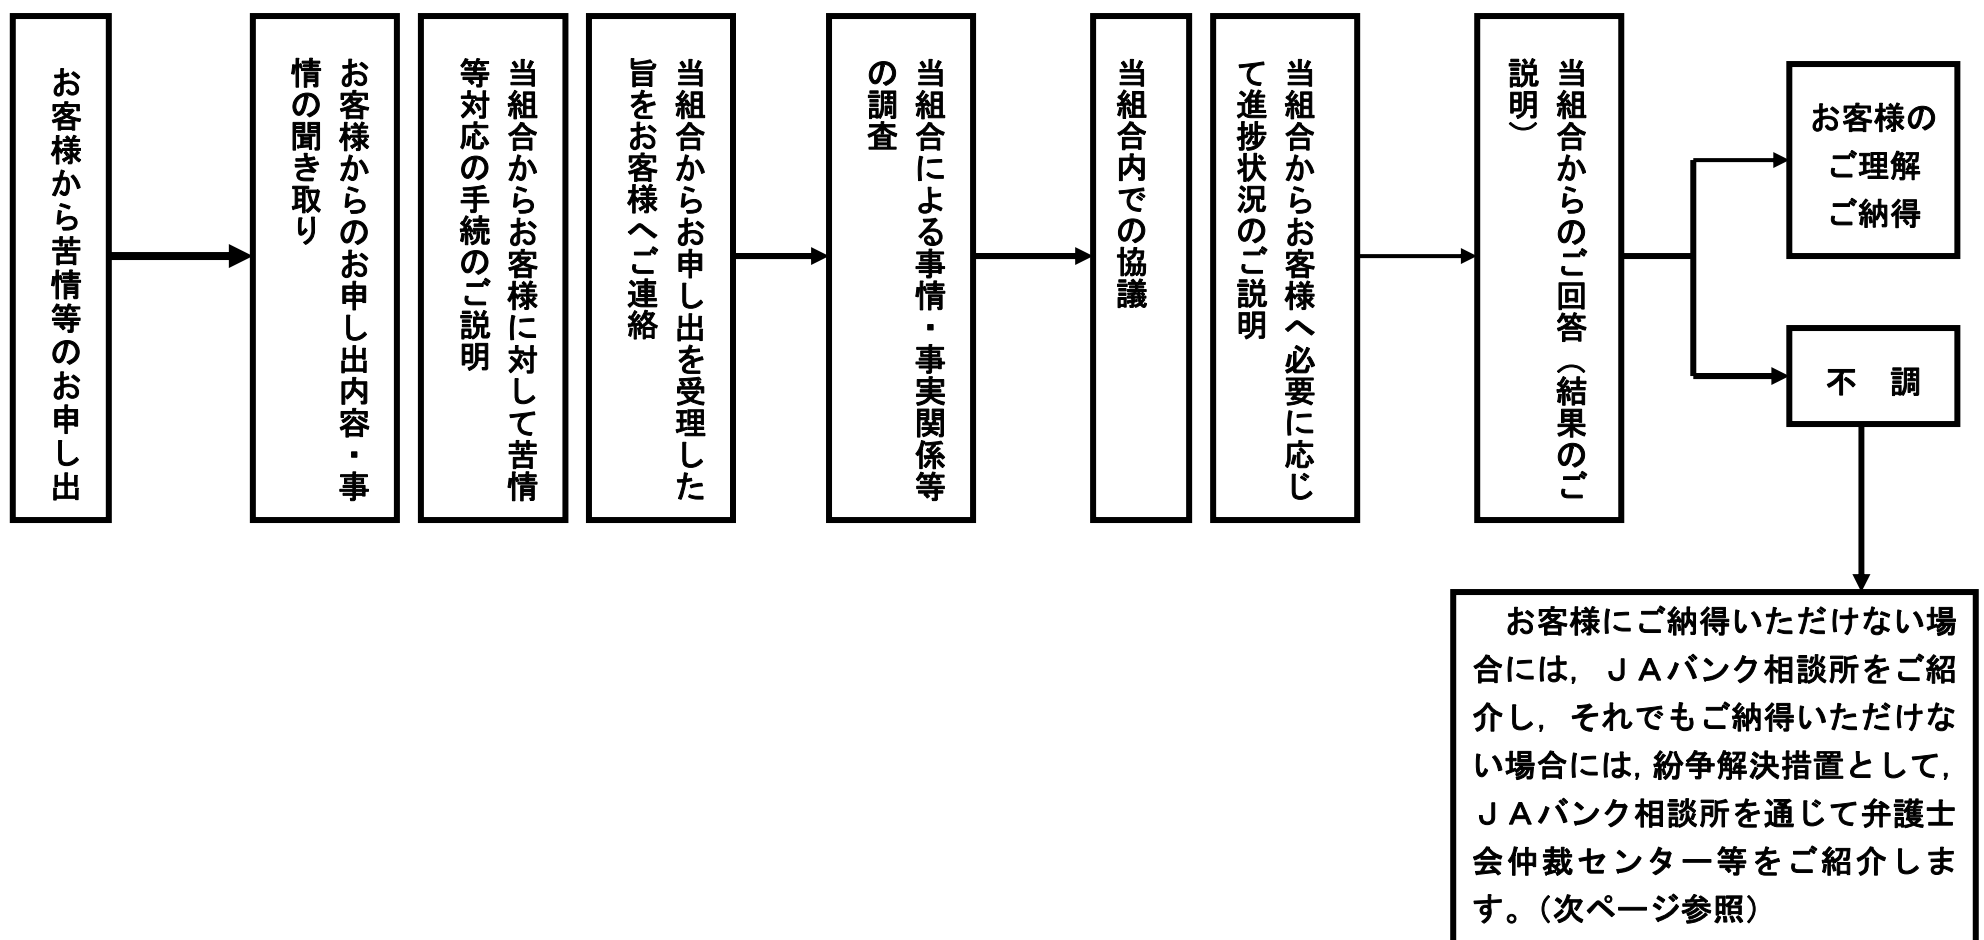 お客様から苦情等のお申し出
お客様からのお申し出内容・事
情の聞き取り
当組合からお客様に対して苦情
等対応の手続のご説明
当組合からお申し出を受理した
旨をお客様へご連絡
当組合による事情・事実関係等
の調査
当組合内での協議
当組合からお客様へ必要に応じ
て進捗状況のご説明
当組合からのご回答（結果のご
説明）
お客様の
ご理解
ご納得
不　調
　お客様にご納得いただけない場
合には，ＪＡバンク相談所をご紹
介し，それでもご納得いただけな
い場合には，紛争解決措置として，
ＪＡバンク相談所を通じて弁護士
会仲裁センター等をご紹介しま
す。（次ページ参照）